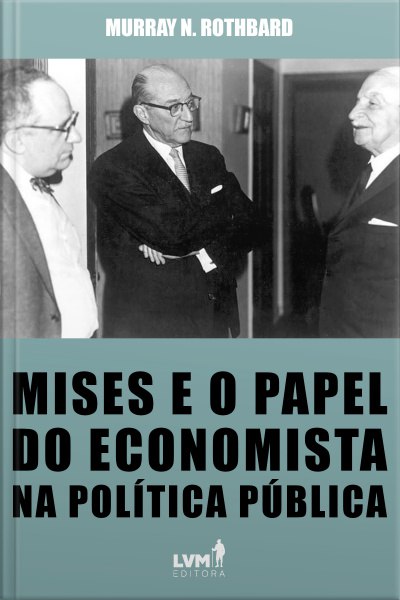 MURRAY N. ROTHBARD
MISES E O PAPEL
DO ECONOMISTA
NA POLÍTICA PÚBLICA
LVM
EDITORA